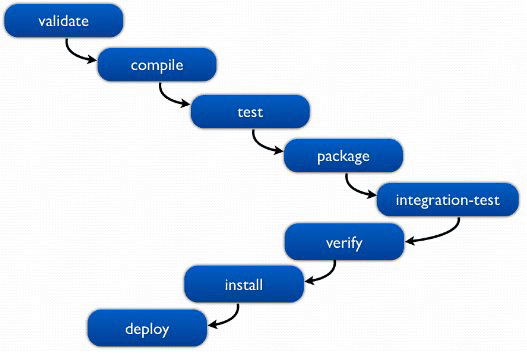 validate
compile
test
package
integration-test
verify
install
deploy